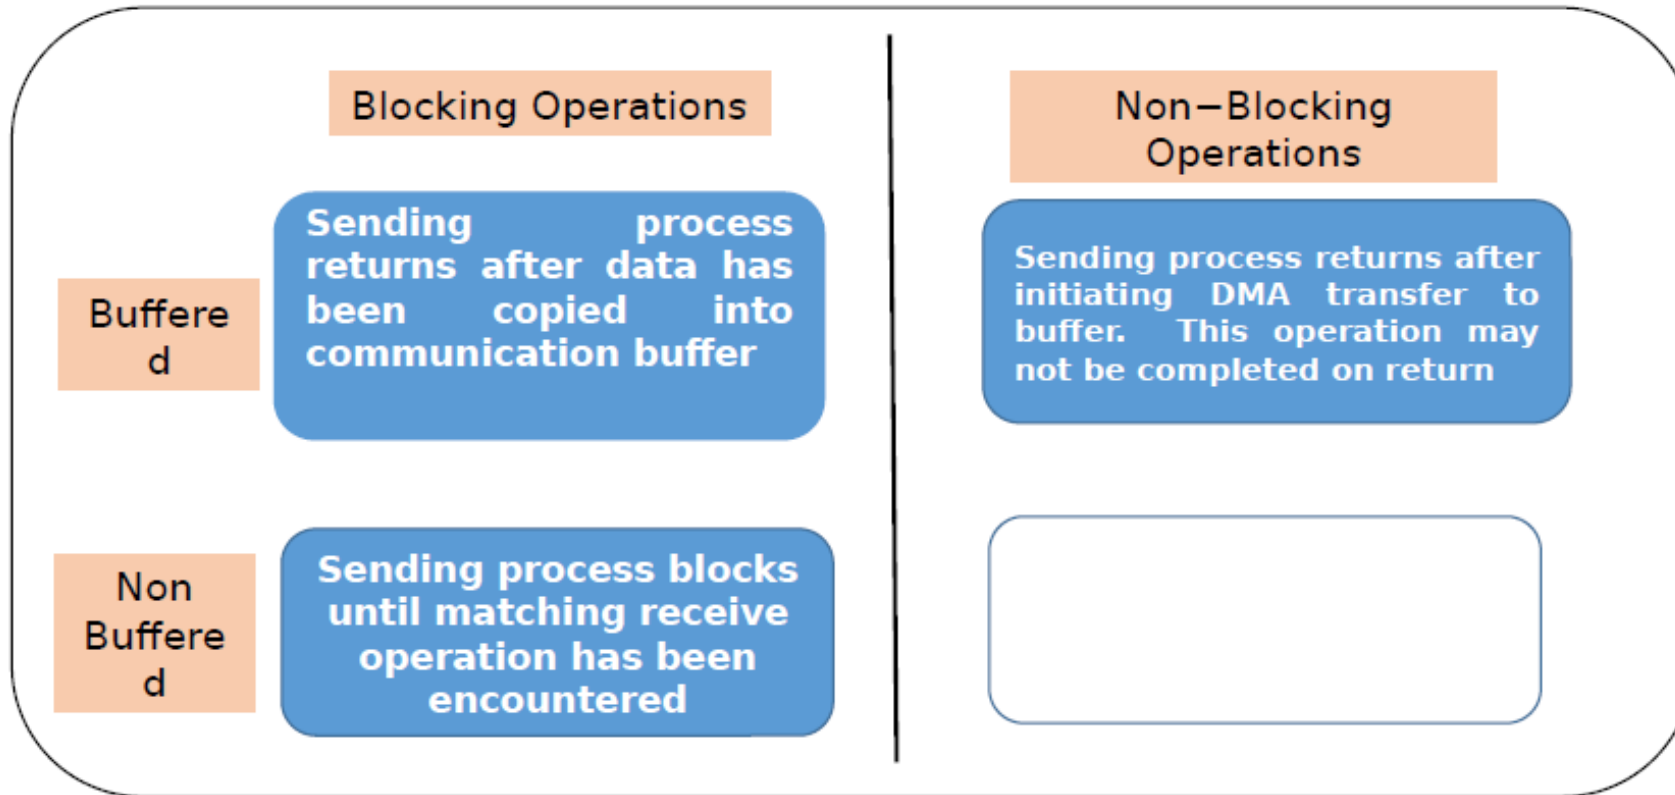 Blocking Operations
Non−Blocking
Operations
Buffere
d
Sending process
returns after data has
been copied into
communication buffer
Sending process returns after
initiating DMA transfer to
buffer. This operation may
not be completed on return
Non
Buffere
d
Sending process blocks
until matching receive
operation has been
encountered